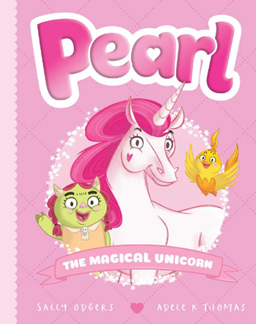 Pearl
THE MAGICAL UNICORN
SALLY ODGERS ADELE K THOMAS